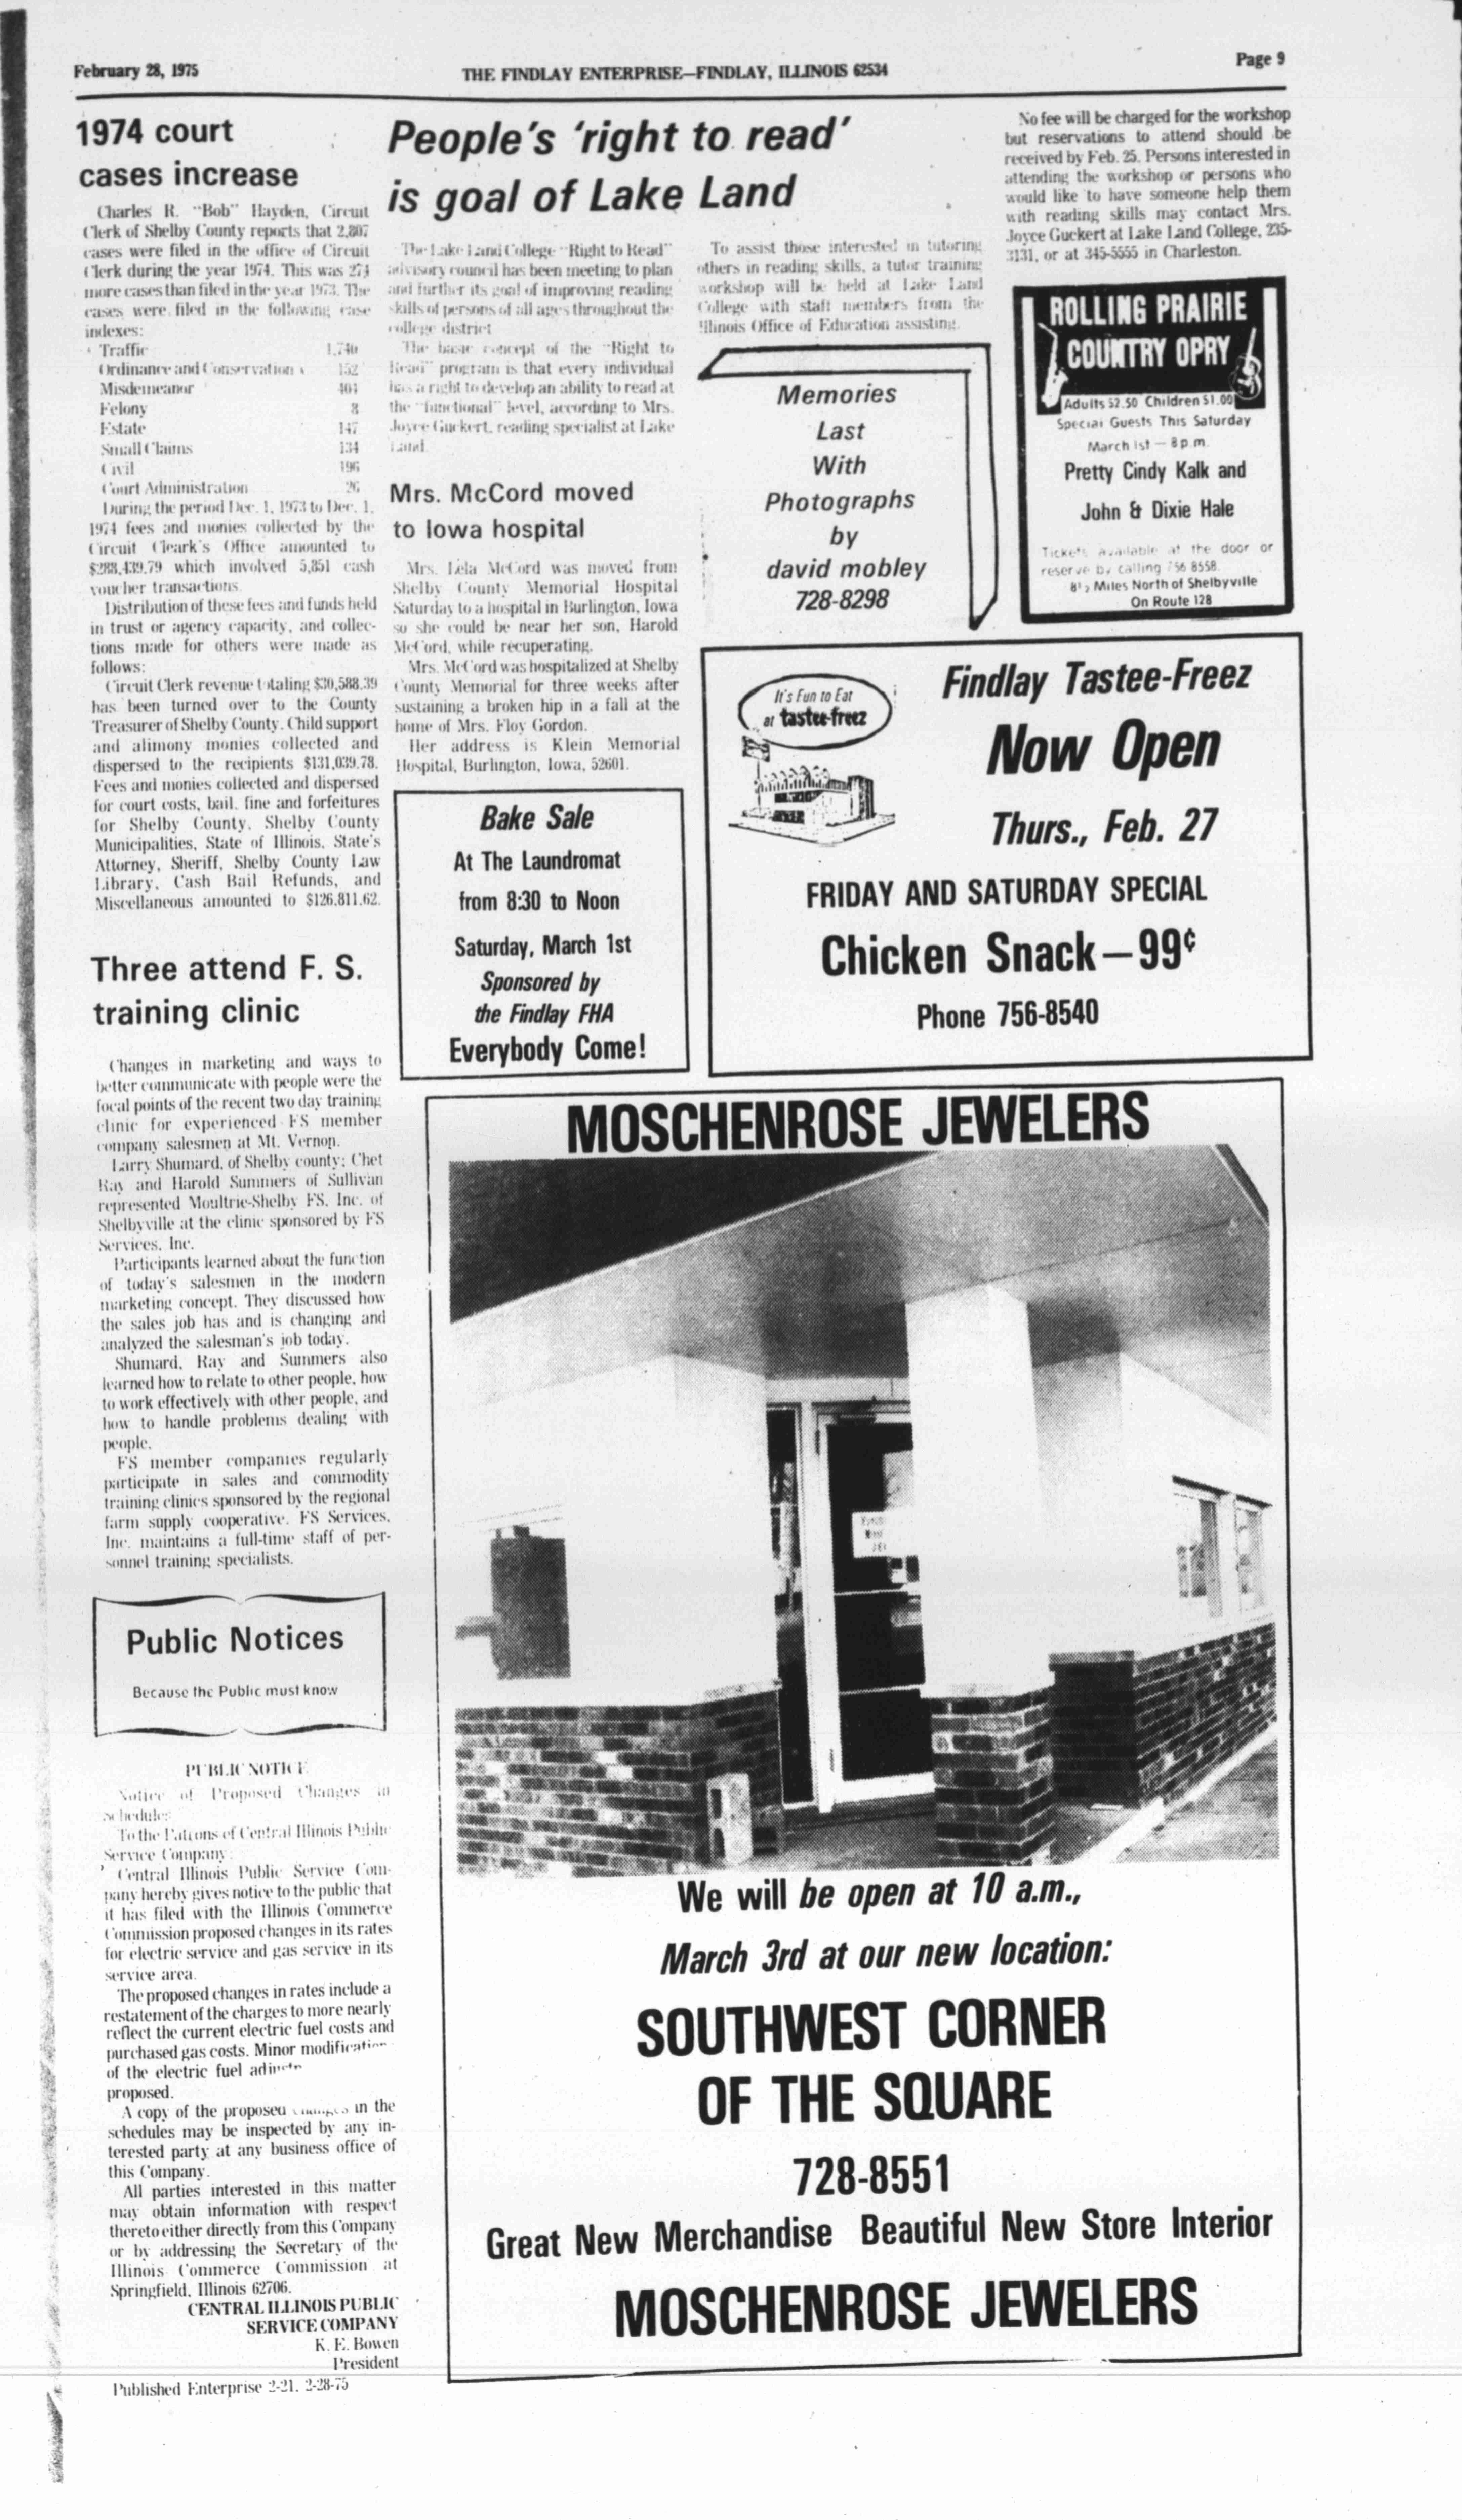 February 28, 1975
THE FINDLAY ENTERPRISE—FINDLAY, ILLINOIS 62534
Page 9
1974 court
cases increase
Charles R. "Bob" Hayden, Circuit
Clerk of Shelby County reports that 2,807
cases were filed in the office of Circuit
Clerk during the year 1974. This was 274
more cases than filed in the year 1973. The
cases were filed in the following case
indexes:
Traffic 1,740
Ordinance and Conservation 152
Misdemeanor 404
Felony 8
Estate 147
Small Claims 134
Civil 196
Court Administration 26
During the period Dec. 1, 1973 to Dec. 1,
1974 fees and monies collected by the
Circuit Cleark's Office amounted to
$288,439.79 which involved 5,851 cash
voucher transactions.
Distribution of these fees and funds held
in trust or agency capacity, and collec-
tions made for others were made as
follows:
Circuit Clerk revenue totaling $30,588.39
has been turned over to the County
Treasurer of Shelby County. Child support
and alimony monies collected and
dispersed to the recipients $131,039.78.
Fees and monies collected and dispersed
for court costs, bail, fine and forfeitures
for Shelby County, Shelby County
Municipalities, State of Illinois, State's
Attorney, Sheriff, Shelby County Law
Library, Cash Bail Refunds, and
Miscellaneous amounted to $126,811.62.
Three attend F. S.
training clinic
Changes in marketing and ways to
better communicate with people were the
focal points of the recent two day training
clinic for experienced FS member
company salesmen at Mt. Vernon.
Larry Shumard, of Shelby county; Chet
Ray and Harold Summers of Sullivan
represented Moultrie-Shelby FS, Inc. of
Shelbyville at the clinic sponsored by FS
Services, Inc.
Participants learned about the function
of today's salesmen in the modern
marketing concept. They discussed how
the sales job has and is changing and
analyzed the salesman's job today.
Shumard, Ray and Summers also
learned how to relate to other people, how
to work effectively with other people, and
how to handle problems dealing with
people.
FS member companies regularly
participate in sales and commodity
training clinics sponsored by the regional
farm supply cooperative. FS Services,
Inc. maintains a full-time staff of per-
sonnel training specialists.
Public Notices
Because the Public must know
PUBLIC NOTICE
Notice of Proposed Changes in
Schedules
To the Patrons of Central Illinois Public
Service Company:
Central Illinois Public Service Com-
pany hereby gives notice to the public that
it has filed with the Illinois Commerce
Commission proposed changes in its rates
for electric service and gas service in its
service area.
The proposed changes in rates include a
restatement of the charges to more nearly
reflect the current electric fuel costs and
purchased gas costs. Minor
of the electric fuel
proposed.
A copy of the proposed changes in the
schedules may be inspected by any in-
terested party at any business office of
this Company.
All parties interested in this matter
may obtain information with respect
thereto either directly from this Company
or by addressing the Secretary of the
Illinois Commerce Commission at
Springfield, Illinois 62706.
CENTRAL ILLINOIS PUBLIC
SERVICE COMPANY
K. E. Bowen
President
Published Enterprise 2-21, 2-28-75
People's 'right to read'
is goal of Lake Land
The Lake Land College "Right to Read"
advisory council has been meeting to plan
and further its goal of improving reading
skills of persons of all ages throughout the
college district
The basic concept of the "Right to
Read" program is that every individual
has a right to develop an ability to read at
the "functional" level, according to Mrs.
Joyce Guckert, reading specialist at Lake
Land.
To assist those interested in tutoring
others in reading skills, a tutor training
workshop will be held at Lake Land
College with staff members from the
Illinois Office of Education assisting.
No fee will be charged for the workshop
but reservations to attend should be
received by Feb. 25. Persons interested in
attending the workshop or persons who
would like to have someone help them
with reading skills may contact Mrs.
Joyce Guckert at Lake Land College, 235-
3131, or at 345-5555 in Charleston.
Mrs. McCord moved
to Iowa hospital
Mrs. Lela McCord was moved from
Shelby County Memorial Hospital
Saturday to a hospital in Burlington, Iowa
so she could be near her son, Harold
McCord, while recuperating.
Mrs. McCord was hospitalized at Shelby
County Memorial for three weeks after
sustaining a broken hip in a fall at the
home of Mrs. Floy Gordon.
Her address is Klein Memorial
Hospital, Burlington, Iowa, 52601.
Memories
Last
With
Photographs
by
david mobley
728-8298
ROLLING PRAIRIE
COUNTRY OPRY
Adults $2.50 Children $1.00
Special Guests This Saturday
March 1st — 8 p.m.
Pretty Cindy Kalk and
John & Dixie Hale
Tickets available at the door or
reserve by calling 756 8558
8½ Miles North of Shelbyville
On Route 128
Bake Sale
At The Laundromat
from 8:30 to Noon
Saturday, March 1st
Sponsored by
the Findlay FHA
Everybody Come!
It's Fun to Eat
at tastee-freez
Findlay Tastee-Freez
Now Open
Thurs., Feb. 27
FRIDAY AND SATURDAY SPECIAL
Chicken Snack—99¢
Phone 756-8540
MOSCHENROSE JEWELERS
We will be open at 10 a.m.,
March 3rd at our new location:
SOUTHWEST CORNER
OF THE SQUARE
728-8551
Great New Merchandise Beautiful New Store Interior
MOSCHENROSE JEWELERS